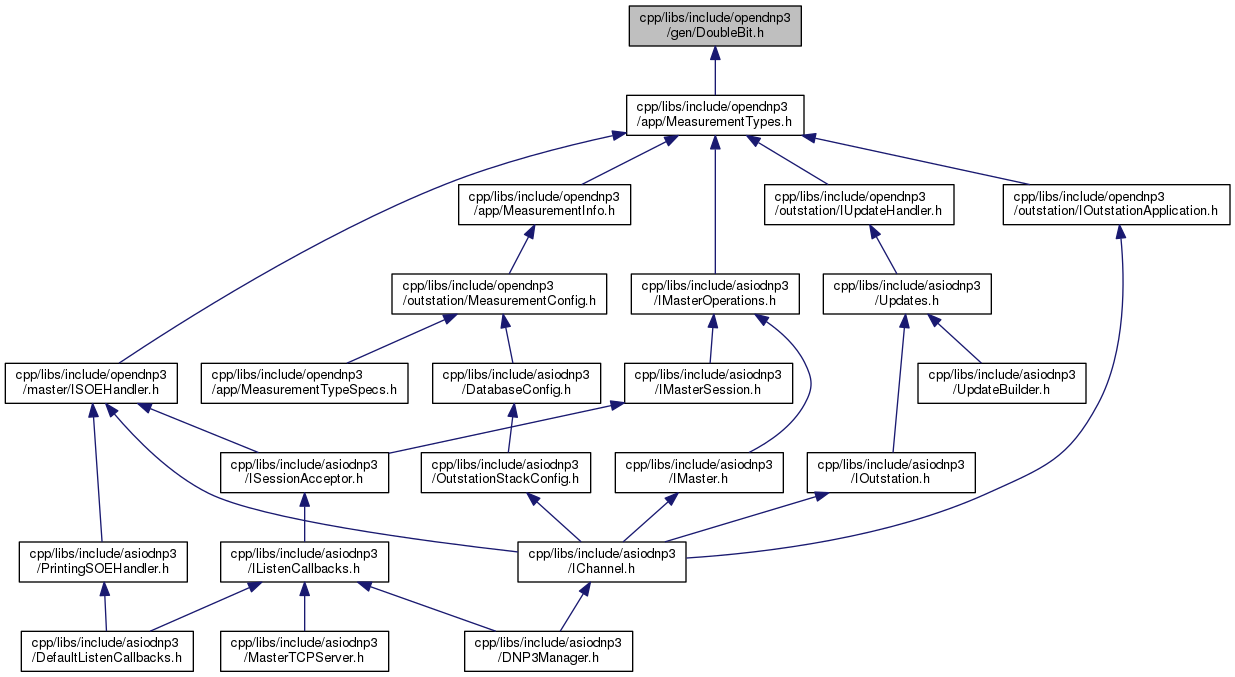 cpp/libs/include/opendnp3
/gen/DoubleBit.h
cpp/libs/include/opendnp3
/app/MeasurementTypes.h
cpp/libs/include/opendnp3
/app/MeasurementInfo.h
cpp/libs/include/opendnp3
/outstation/IUpdateHandler.h
cpp/libs/include/opendnp3
/outstation/IOutstationApplication.h
cpp/libs/include/opendnp3
/outstation/MeasurementConfig.h
cpp/libs/include/asiodnp3
/IMasterOperations.h
cpp/libs/include/asiodnp3
/Updates.h
cpp/libs/include/opendnp3
/master/ISOEHandler.h
cpp/libs/include/opendnp3
/app/MeasurementTypeSpecs.h
cpp/libs/include/asiodnp3
/DatabaseConfig.h
cpp/libs/include/asiodnp3
/IMasterSession.h
cpp/libs/include/asiodnp3
/UpdateBuilder.h
cpp/libs/include/asiodnp3
/ISessionAcceptor.h
cpp/libs/include/asiodnp3
/OutstationStackConfig.h
cpp/libs/include/asiodnp3
/IMaster.h
cpp/libs/include/asiodnp3
/IOutstation.h
cpp/libs/include/asiodnp3
/PrintingSOEHandler.h
cpp/libs/include/asiodnp3
/IListenCallbacks.h
cpp/libs/include/asiodnp3
/IChannel.h
cpp/libs/include/asiodnp3
/DefaultListenCallbacks.h
cpp/libs/include/asiodnp3
/MasterTCPServer.h
cpp/libs/include/asiodnp3
/DNP3Manager.h